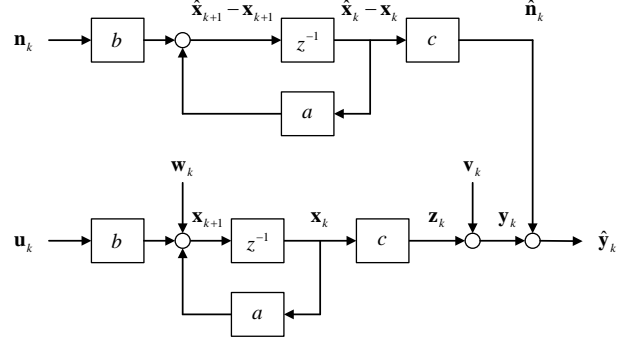 x̂ₖ₊₁ − xₖ₊₁ x̂ₖ − xₖ n̂ₖ
nₖ b z⁻¹ c
a
wₖ vₖ
xₖ₊₁ xₖ zₖ yₖ
uₖ b z⁻¹ c ŷₖ
a